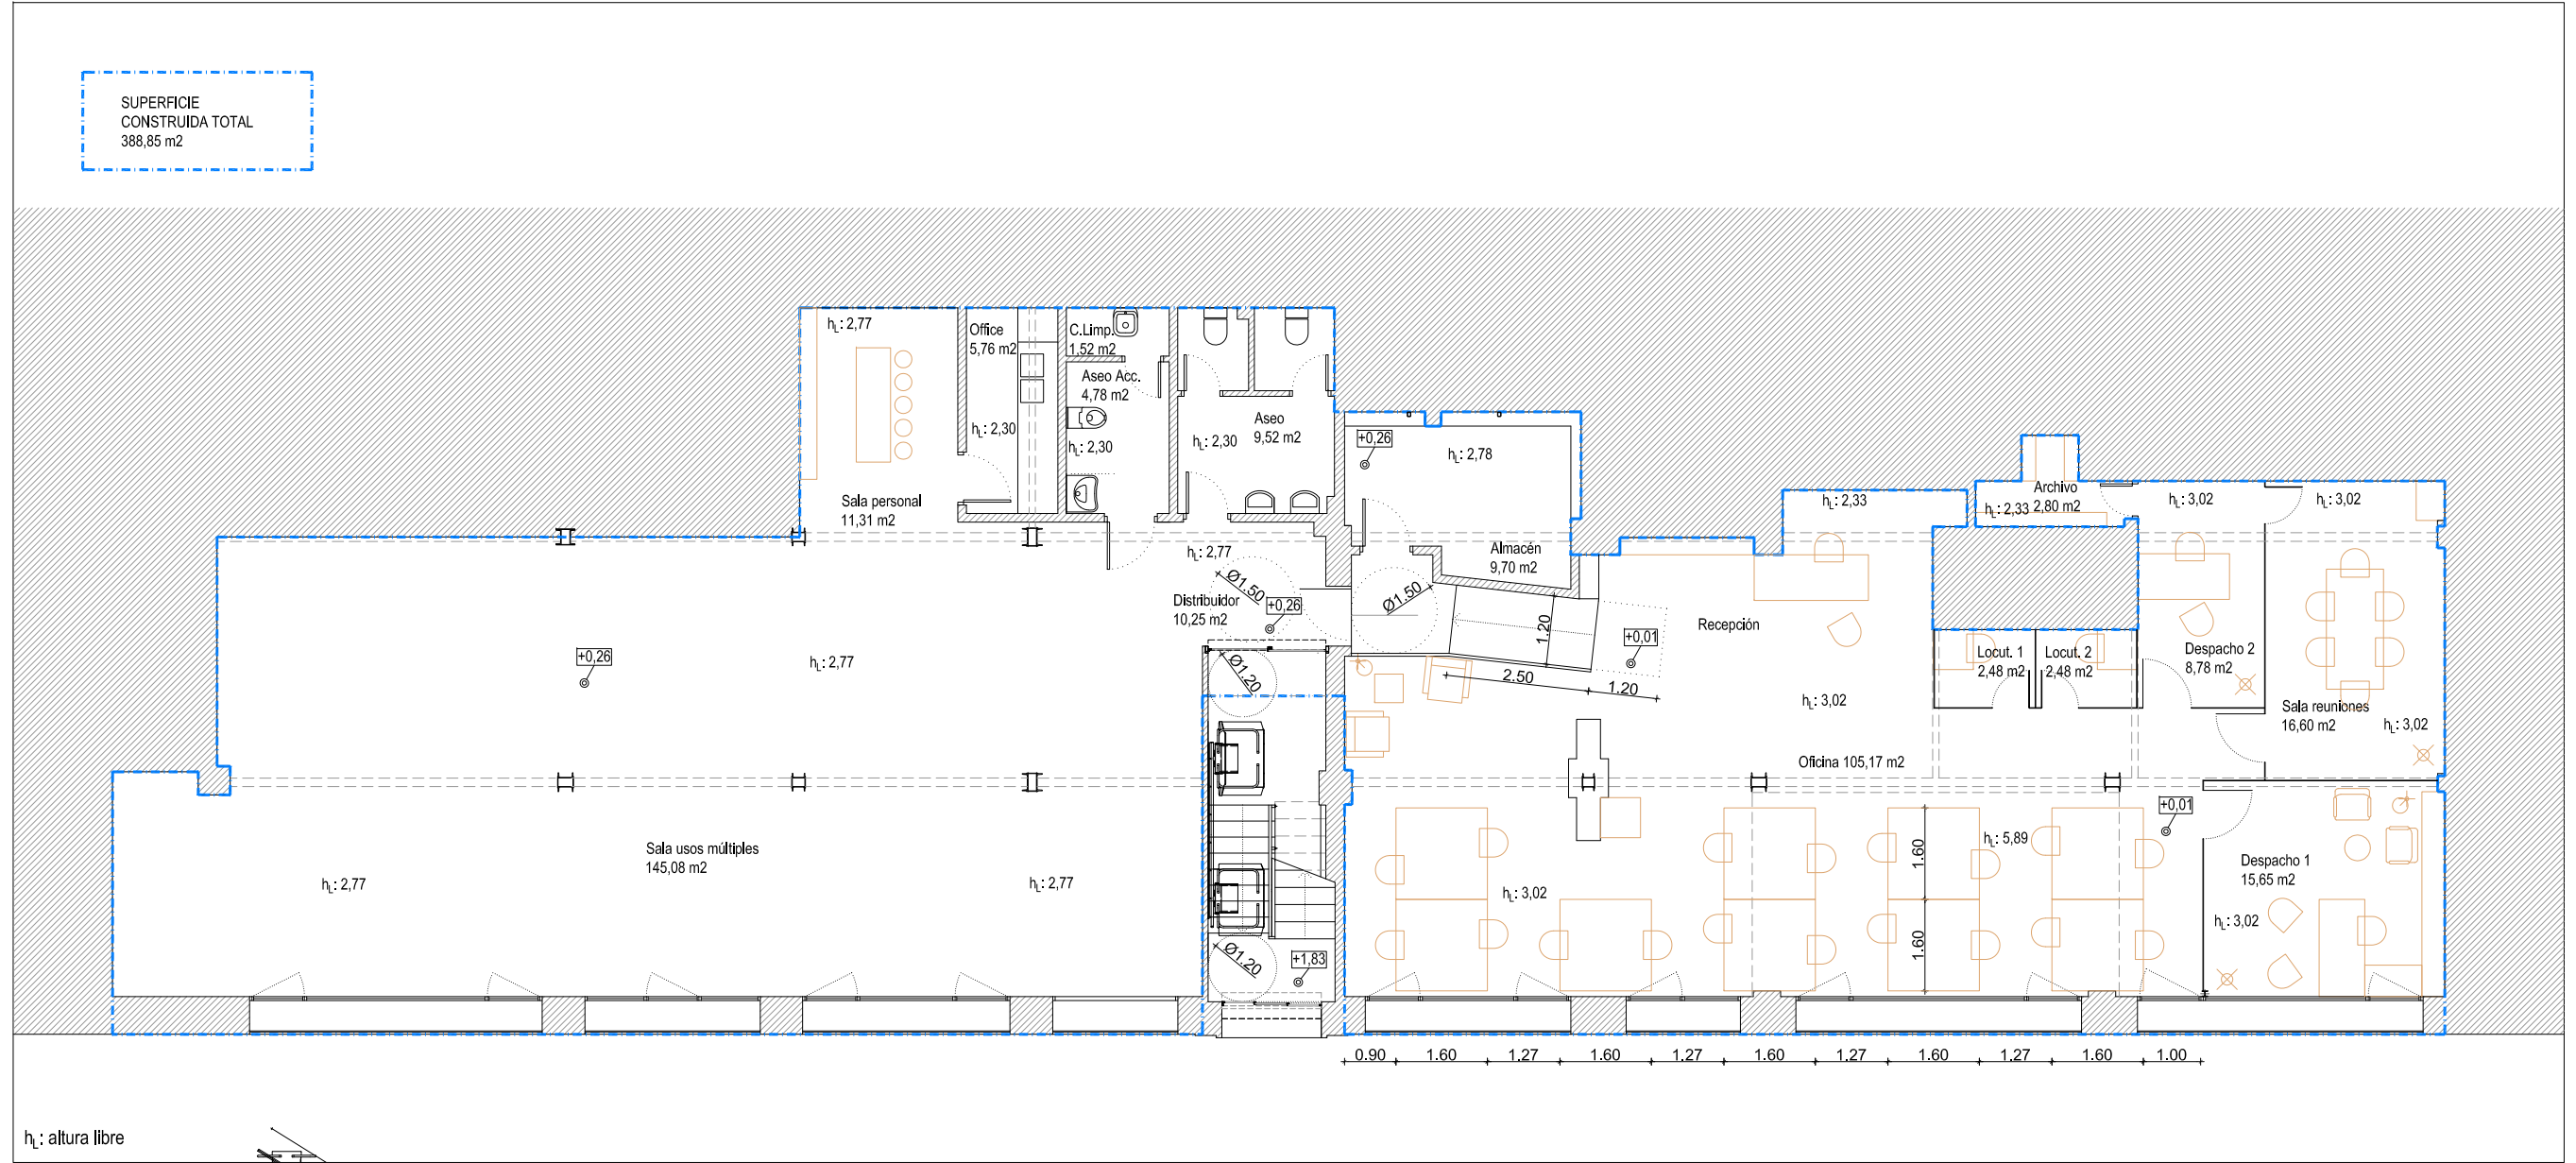 SUPERFICIE
CONSTRUIDA TOTAL
388,85 m2
hL: 2,77
Office
5,76 m2
hL: 2,30
C.Limp.
1,52 m2
Aseo Acc.
4,78 m2
hL: 2,30
Aseo
9,52 m2
hL: 2,30
Sala personal
11,31 m2
+0,26
hL: 2,78
Almacén
9,70 m2
hL: 2,77
Ø1.50
Distribuidor
10,25 m2
+0,26
Ø1.50
1.20
+0,01
2.50
1.20
Recepción
hL: 2,33
Archivo
2,80 m2
hL: 2,33
hL: 3,02
hL: 3,02
Locut. 1
2,48 m2
Locut. 2
2,48 m2
Despacho 2
8,78 m2
Sala reuniones
16,60 m2
hL: 3,02
+0,26
hL: 2,77
Ø1.20
hL: 3,02
Oficina 105,17 m2
Sala usos múltiples
145,08 m2
hL: 2,77
hL: 2,77
Ø1.20
+1,83
hL: 3,02
1.60
1.60
hL: 5,89
+0,01
Despacho 1
15,65 m2
hL: 3,02
0.90
1.60
1.27
1.60
1.27
1.60
1.27
1.60
1.27
1.60
1.00
hL: altura libre